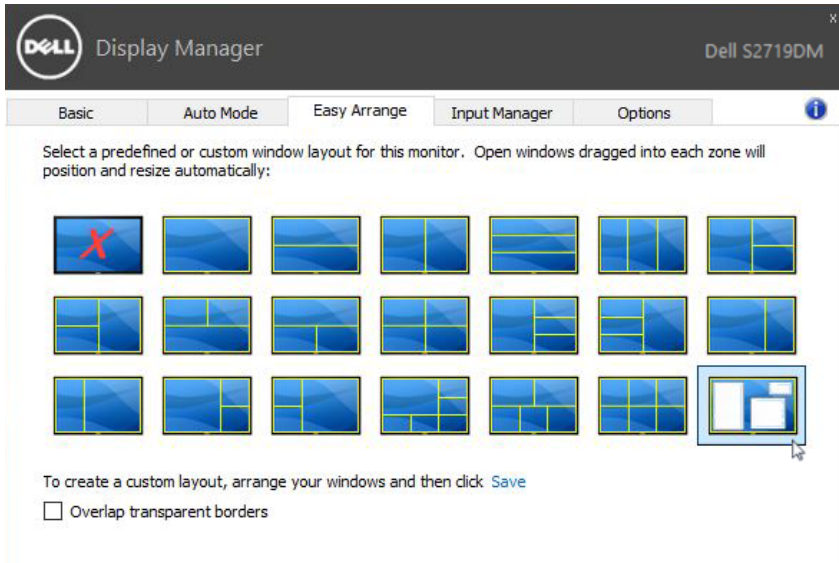 x
DELL Display Manager Dell S2719DM
Basic Auto Mode Easy Arrange Input Manager Options i
Select a predefined or custom window layout for this monitor. Open windows dragged into each zone will
position and resize automatically:
X
To create a custom layout, arrange your windows and then click Save
Overlap transparent borders